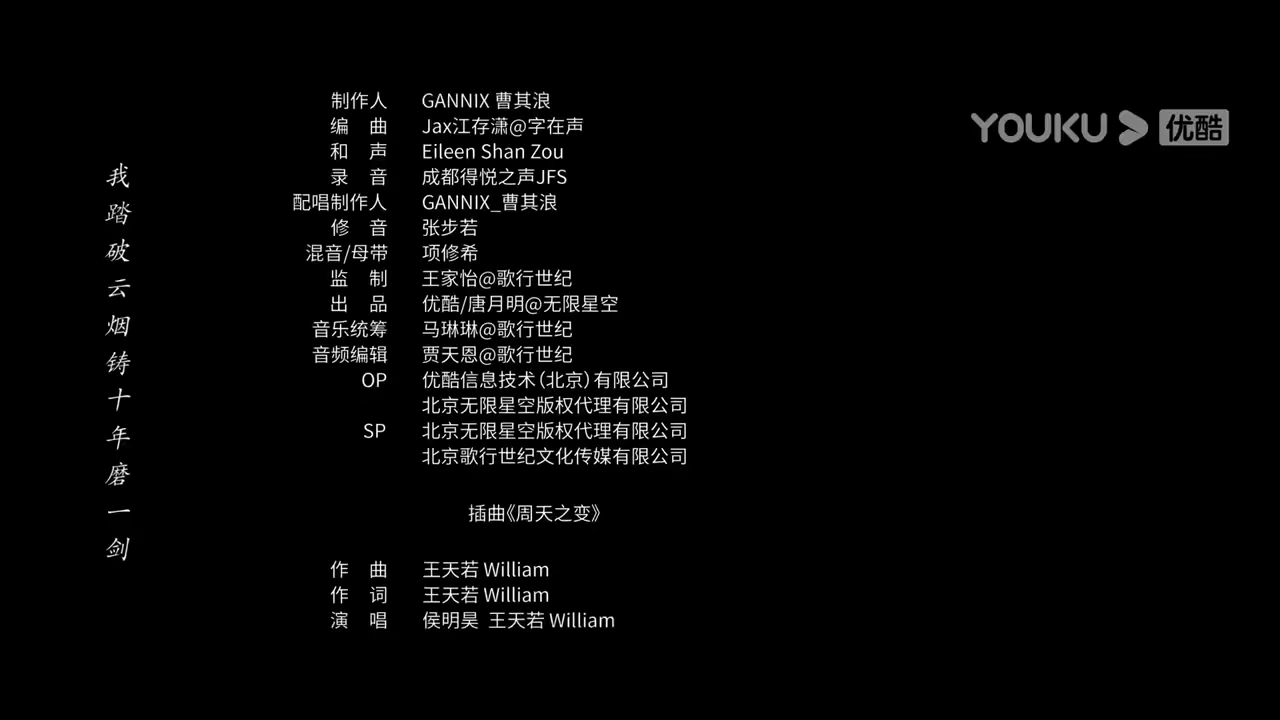 制作人 GANNIX 曹其浪
编 曲 Jax江存潇@字在声
和 声 Eileen Shan Zou
录 音 成都得悦之声JFS
配唱制作人 GANNIX_曹其浪
修 音 张步若
混音/母带 项修希
监 制 王家怡@歌行世纪
出 品 优酷/唐月明@无限星空
音乐统筹 马琳琳@歌行世纪
音频编辑 贾天恩@歌行世纪
OP 优酷信息技术(北京)有限公司
北京无限星空版权代理有限公司
SP 北京无限星空版权代理有限公司
北京歌行世纪文化传媒有限公司
插曲《周天之变》
作 曲 王天若 William
作 词 王天若 William
演 唱 侯明昊 王天若 William
我踏破云烟铸十年磨一剑
YOUKU 优酷